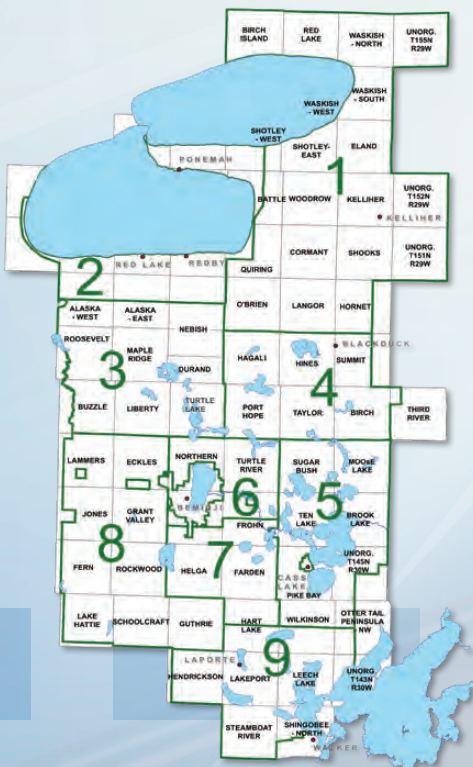 BIRCH
ISLAND
RED
LAKE
WASKISH
- NORTH
UNORG.
T155N
R29W
WASKISH
- SOUTH
WASKISH
- WEST
SHOTLEY
- WEST
SHOTLEY-
EAST
ELAND
PONEMAH
1
BATTLE
WOODROW
KELLIHER
UNORG.
T152N
R29W
KELLIHER
CORMANT
SHOOKS
UNORG.
T151N
R29W
RED LAKE
REDBY
QUIRING
2
O'BRIEN
LANGOR
HORNET
ALASKA
- WEST
ALASKA
- EAST
NEBISH
ROOSEVELT
MAPLE
RIDGE
BLACKDUCK
HAGALI
HINES
SUMMIT
3
DURAND
4
BUZZLE
LIBERTY
TURTLE
LAKE
PORT
HOPE
TAYLOR
BIRCH
THIRD
RIVER
LAMMERS
ECKLES
NORTHERN
TURTLE
RIVER
SUGAR
BUSH
MOOSE
LAKE
6
5
BEMIDJI
JONES
GRANT
VALLEY
FROHN
TEN
LAKE
BROOK
LAKE
8
7
FERN
ROCKWOOD
HELGA
FARDEN
UNORG.
T145N
R30W
CASS
LAKE
PIKE BAY
LAKE
HATTIE
SCHOOLCRAFT
GUTHRIE
HART
LAKE
WILKINSON
OTTER TAIL
PENINSULA
NW
9
LAPORTE
HENDRICKSON
LAKEPORT
LEECH
LAKE
UNORG.
T143N
R30W
STEAMBOAT
RIVER
SHINGOBEE
- NORTH
WALKER